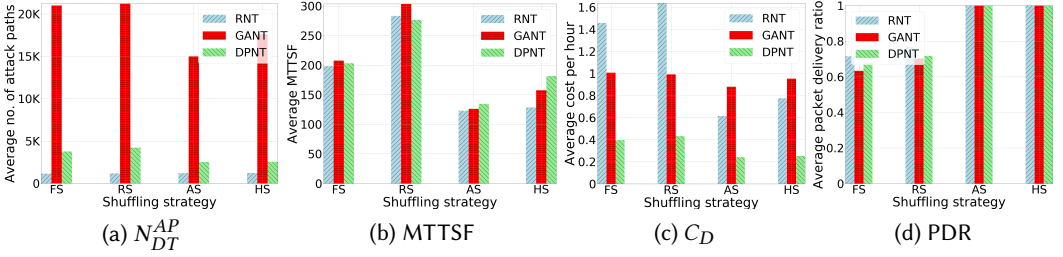 Average no. of attack paths
20K
15K
10K
5K
0
RNT
GANT
DPNT
FS
RS
AS
HS
Shuffling strategy
(a) N_{DT}^{AP}
Average MTTSF
300
250
200
150
100
50
0
RNT
GANT
DPNT
FS
RS
AS
HS
Shuffling strategy
(b) MTTSF
Average cost per hour
1.6
1.4
1.2
1
0.8
0.6
0.4
0.2
0
RNT
GANT
DPNT
FS
RS
AS
HS
Shuffling strategy
(c) C_D
Average packet delivery ratio
1
0.8
0.6
0.4
0.2
0
RNT
GANT
DPNT
FS
RS
AS
HS
Shuffling strategy
(d) PDR